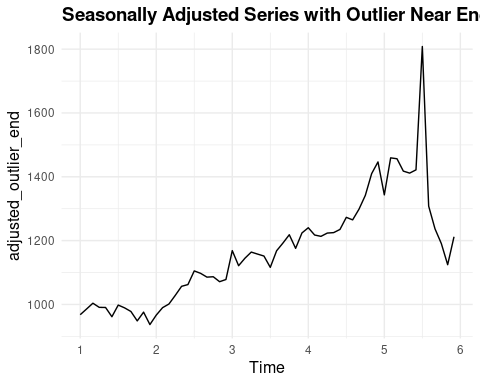 Seasonally Adjusted Series with Outlier Near En
1800
1600
1400
1200
1000
adjusted_outlier_end
1 2 3 4 5 6
Time